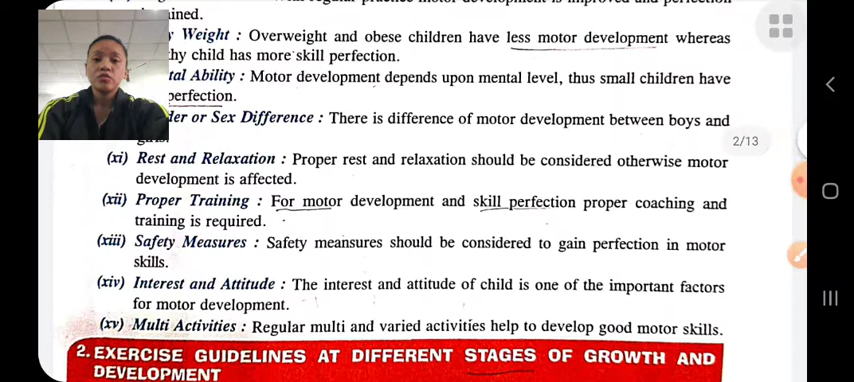 ined.
Weight : Overweight and obese children have less motor development whereas
thy child has more skill perfection.
tal Ability : Motor development depends upon mental level, thus small children have
perfection.
der or Sex Difference : There is difference of motor development between boys and
2/13
(xi) Rest and Relaxation : Proper rest and relaxation should be considered otherwise motor
development is affected.
(xii) Proper Training : For motor development and skill perfection proper coaching and
training is required.
(xiii) Safety Measures : Safety meansures should be considered to gain perfection in motor
skills.
(xiv) Interest and Attitude : The interest and attitude of child is one of the important factors
for motor development.
(xv) Multi Activities : Regular multi and varied activities help to develop good motor skills.
2. EXERCISE GUIDELINES AT DIFFERENT STAGES OF GROWTH AND
DEVELOPMENT